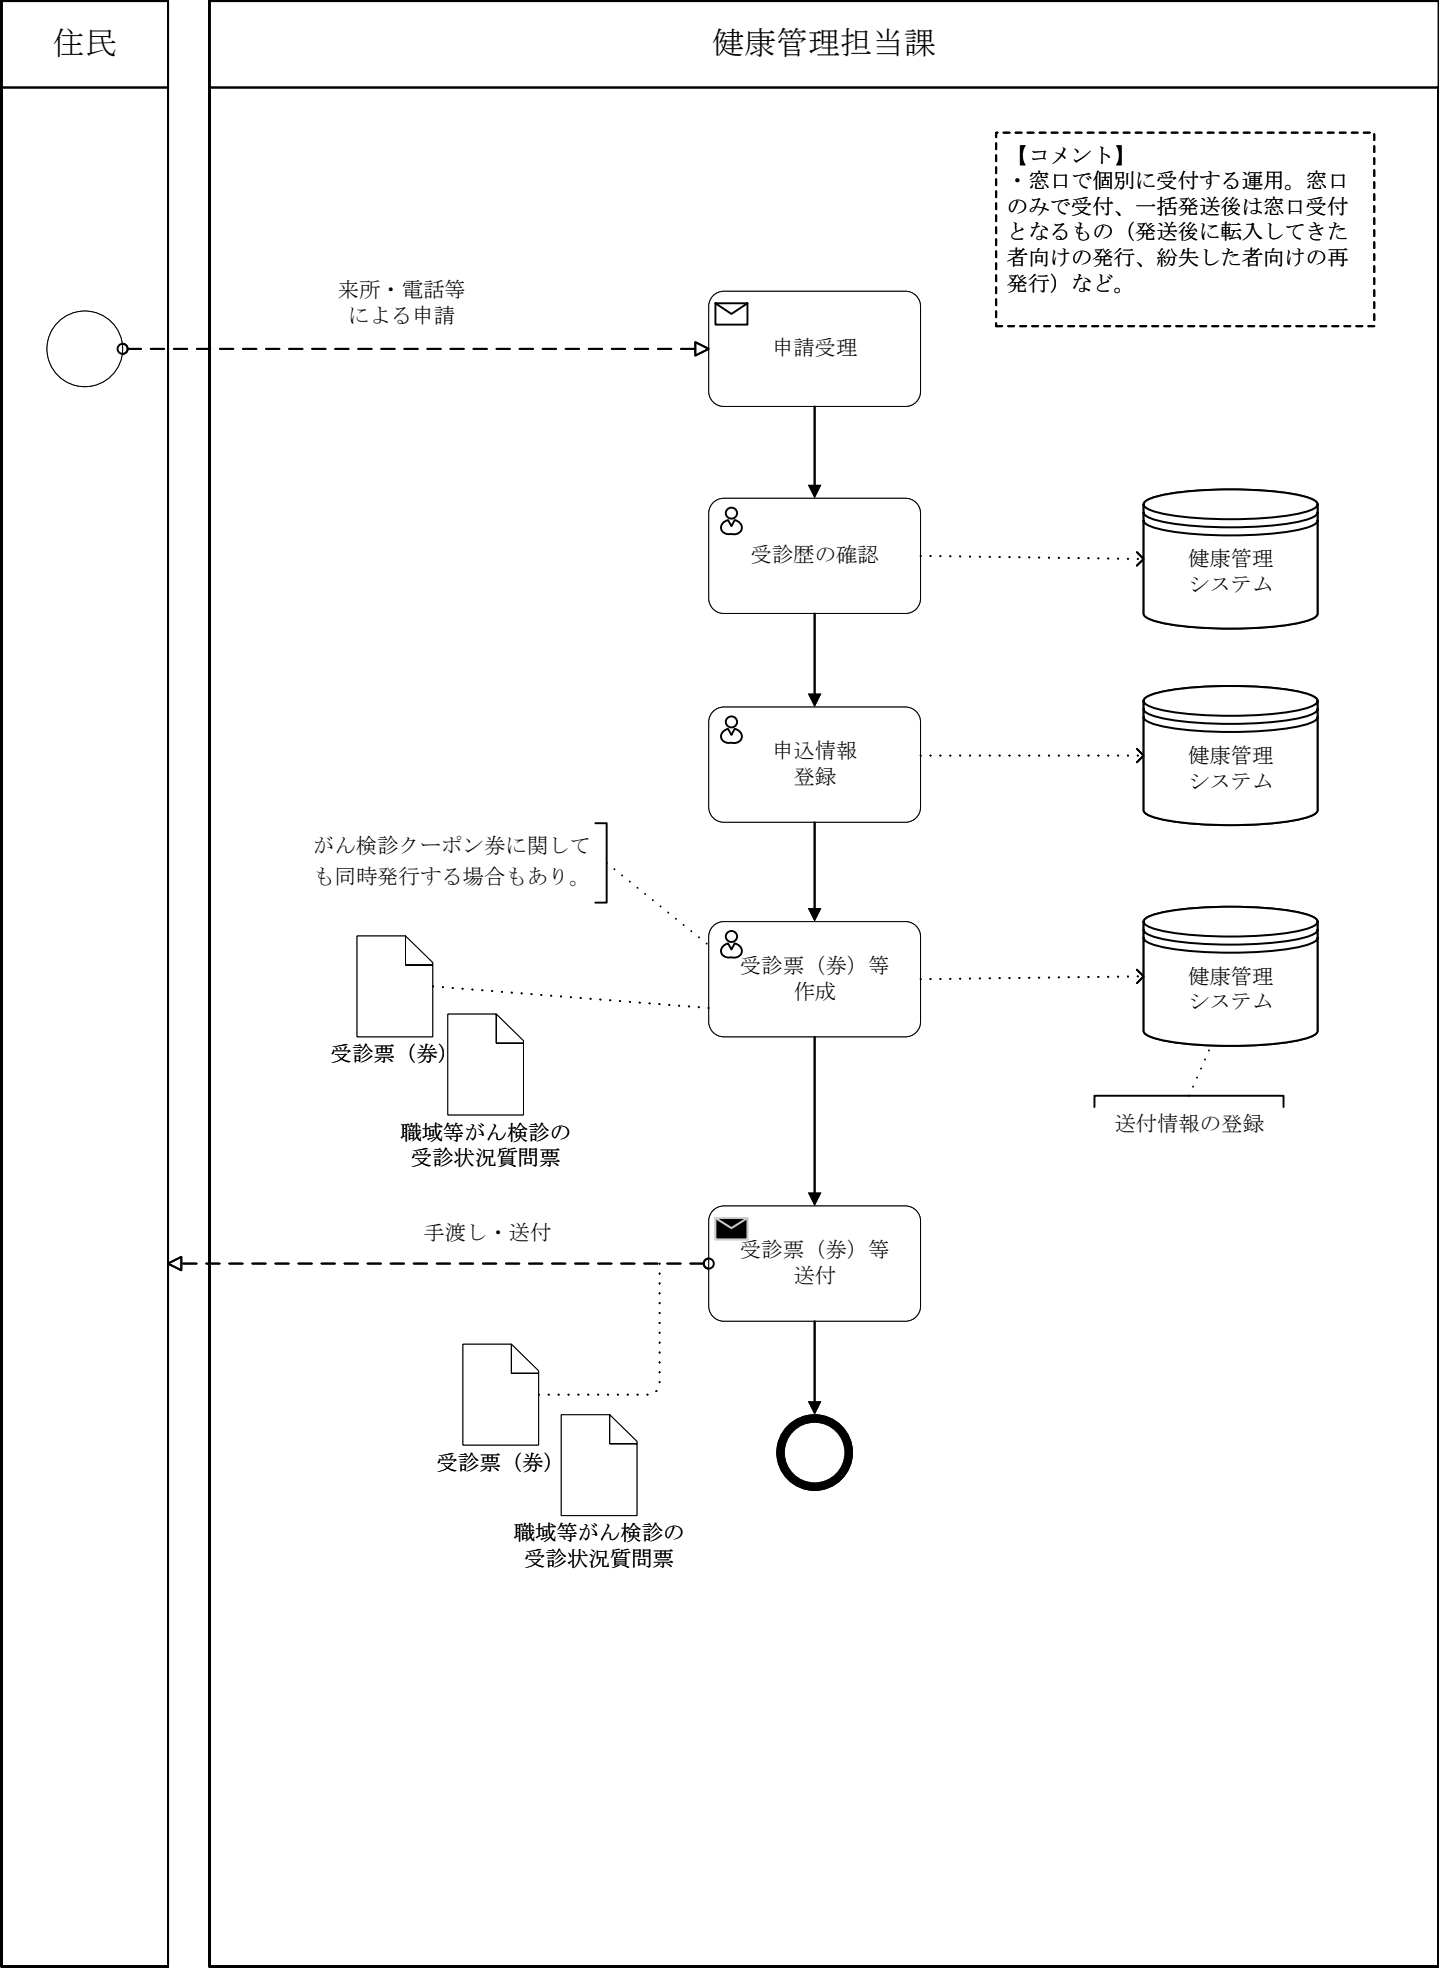 住民
健康管理担当課
【コメント】
・窓口で個別に受付する運用。窓口
のみで受付、一括発送後は窓口受付
となるもの（発送後に転入してきた
者向けの発行、紛失した者向けの再
発行）など。
来所・電話等
による申請
申請受理
受診歴の確認
健康管理
システム
申込情報
登録
健康管理
システム
がん検診クーポン券に関して
も同時発行する場合もあり。
受診票（券）等
作成
健康管理
システム
受診票（券）
職域等がん検診の
受診状況質問票
送付情報の登録
手渡し・送付
受診票（券）等
送付
受診票（券）
職域等がん検診の
受診状況質問票